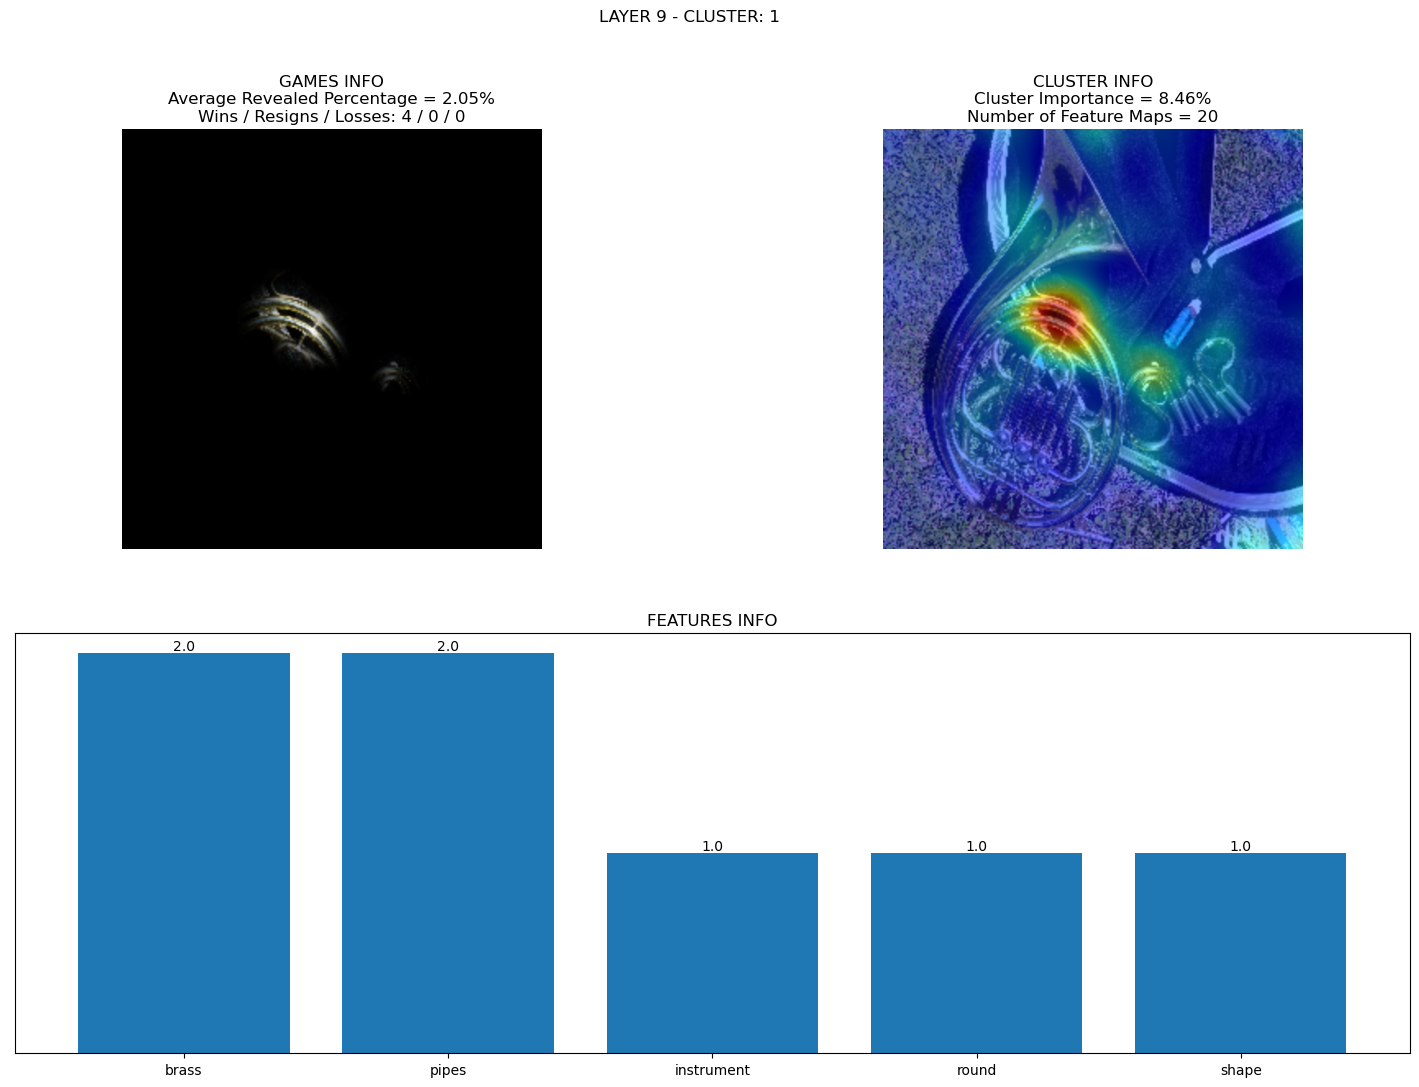 LAYER 9 - CLUSTER: 1
GAMES INFO
Average Revealed Percentage = 2.05%
Wins / Resigns / Losses: 4 / 0 / 0
CLUSTER INFO
Cluster Importance = 8.46%
Number of Feature Maps = 20
FEATURES INFO
2.0
2.0
1.0
1.0
1.0
brass
pipes
instrument
round
shape